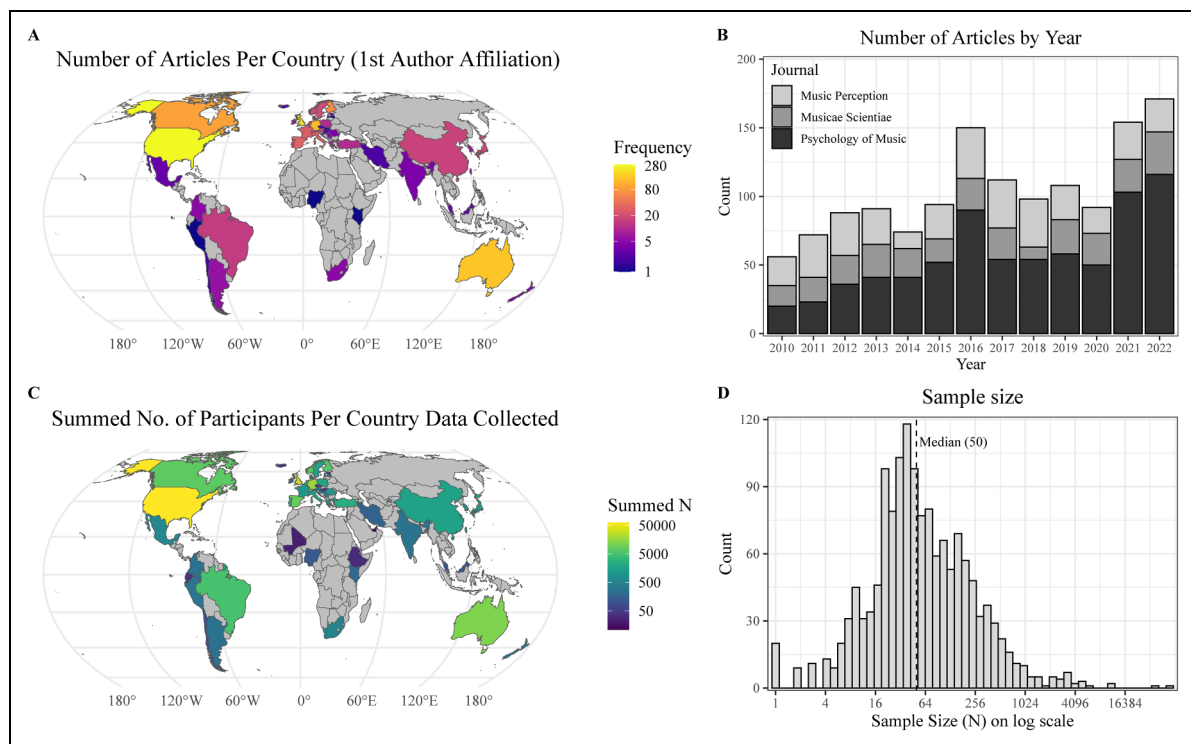 A
Number of Articles Per Country (1st Author Affiliation)
Frequency
280
80
20
5
1
180°
120°W
60°W
0°
60°E
120°E
180°
B
Number of Articles by Year
Journal
Music Perception
Musicae Scientiae
Psychology of Music
Count
200
150
100
50
0
2010
2011
2012
2013
2014
2015
2016
2017
2018
2019
2020
2021
2022
Year
C
Summed No. of Participants Per Country Data Collected
Summed N
50000
5000
500
50
180°
120°W
60°W
0°
60°E
120°E
180°
D
Sample size
Median (50)
Count
120
90
60
30
0
1
4
16
64
256
1024
4096
16384
Sample Size (N) on log scale